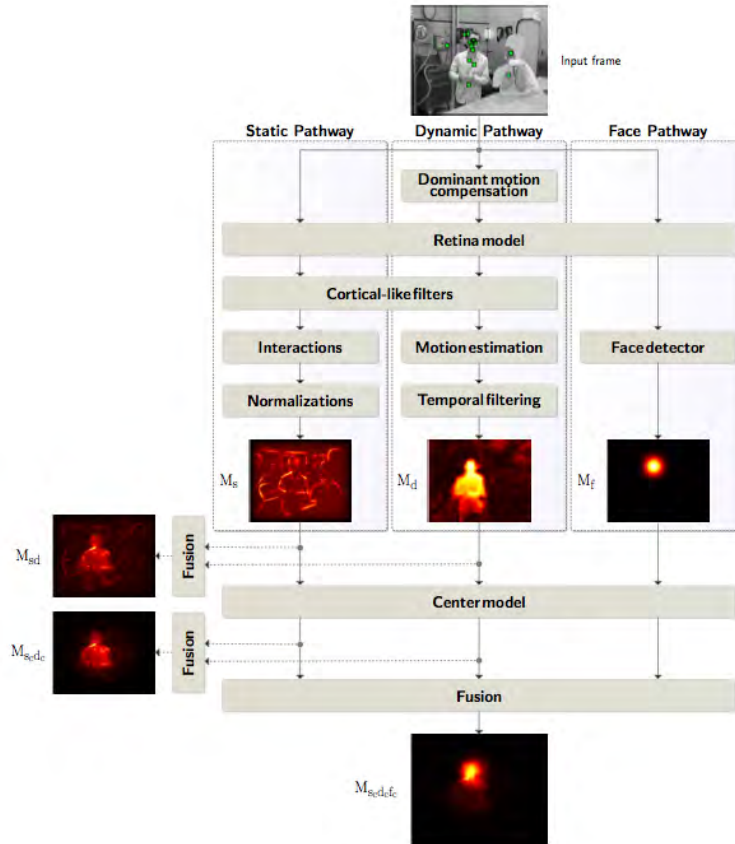 Input frame
Static Pathway
Dynamic Pathway
Face Pathway
Dominant motion
compensation
Retina model
Cortical-like filters
Interactions
Motion estimation
Face detector
Normalizations
Temporal filtering
Ms
Md
Mf
Msd
Fusion
Center model
Mscdc
Fusion
Fusion
Mscdcfc